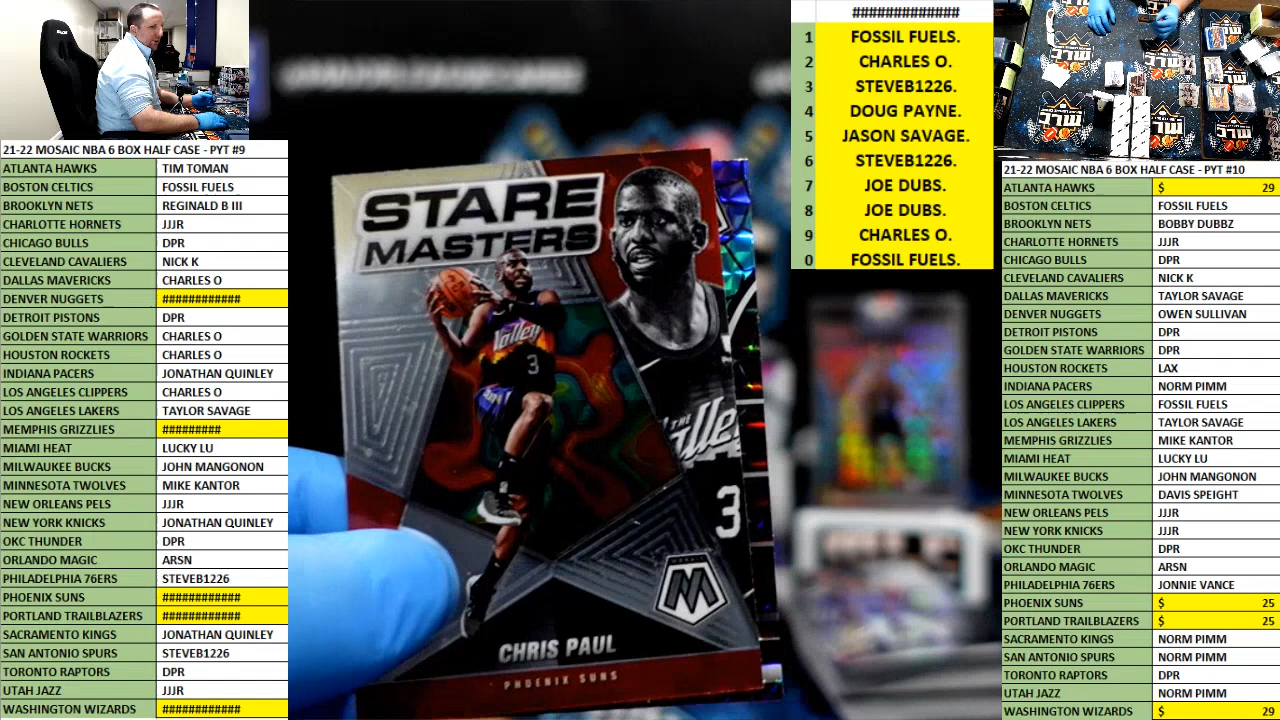 21-22 MOSAIC NBA 6 BOX HALF CASE - PYT #9
ATLANTA HAWKS TIM TOMAN
BOSTON CELTICS FOSSIL FUELS
BROOKLYN NETS REGINALD B III
CHARLOTTE HORNETS JJJR
CHICAGO BULLS DPR
CLEVELAND CAVALIERS NICK K
DALLAS MAVERICKS CHARLES O
DENVER NUGGETS ############
DETROIT PISTONS DPR
GOLDEN STATE WARRIORS CHARLES O
HOUSTON ROCKETS CHARLES O
INDIANA PACERS JONATHAN QUINLEY
LOS ANGELES CLIPPERS CHARLES O
LOS ANGELES LAKERS TAYLOR SAVAGE
MEMPHIS GRIZZLIES #########
MIAMI HEAT LUCKY LU
MILWAUKEE BUCKS JOHN MANGONON
MINNESOTA TWOLVES MIKE KANTOR
NEW ORLEANS PELS JJJR
NEW YORK KNICKS JONATHAN QUINLEY
OKC THUNDER DPR
ORLANDO MAGIC ARSN
PHILADELPHIA 76ERS STEVEB1226
PHOENIX SUNS ############
PORTLAND TRAILBLAZERS ############
SACRAMENTO KINGS JONATHAN QUINLEY
SAN ANTONIO SPURS STEVEB1226
TORONTO RAPTORS DPR
UTAH JAZZ JJJR
WASHINGTON WIZARDS ############
STARE
MASTERS
Valley
3
THE
alley
3
M
CHRIS PAUL
PHOENIX SUNS
#############
1 FOSSIL FUELS.
2 CHARLES O.
3 STEVEB1226.
4 DOUG PAYNE.
5 JASON SAVAGE.
6 STEVEB1226.
7 JOE DUBS.
8 JOE DUBS.
9 CHARLES O.
0 FOSSIL FUELS.
MLC
MLC
MLC
21-22 MOSAIC NBA 6 BOX HALF CASE - PYT #10
ATLANTA HAWKS $ 29
BOSTON CELTICS FOSSIL FUELS
BROOKLYN NETS BOBBY DUBBZ
CHARLOTTE HORNETS JJJR
CHICAGO BULLS DPR
CLEVELAND CAVALIERS NICK K
DALLAS MAVERICKS TAYLOR SAVAGE
DENVER NUGGETS OWEN SULLIVAN
DETROIT PISTONS DPR
GOLDEN STATE WARRIORS DPR
HOUSTON ROCKETS LAX
INDIANA PACERS NORM PIMM
LOS ANGELES CLIPPERS FOSSIL FUELS
LOS ANGELES LAKERS TAYLOR SAVAGE
MEMPHIS GRIZZLIES MIKE KANTOR
MIAMI HEAT LUCKY LU
MILWAUKEE BUCKS JOHN MANGONON
MINNESOTA TWOLVES DAVIS SPEIGHT
NEW ORLEANS PELS JJJR
NEW YORK KNICKS JJJR
OKC THUNDER DPR
ORLANDO MAGIC ARSN
PHILADELPHIA 76ERS JONNIE VANCE
PHOENIX SUNS $ 25
PORTLAND TRAILBLAZERS $ 25
SACRAMENTO KINGS NORM PIMM
SAN ANTONIO SPURS NORM PIMM
TORONTO RAPTORS DPR
UTAH JAZZ NORM PIMM
WASHINGTON WIZARDS $ 29